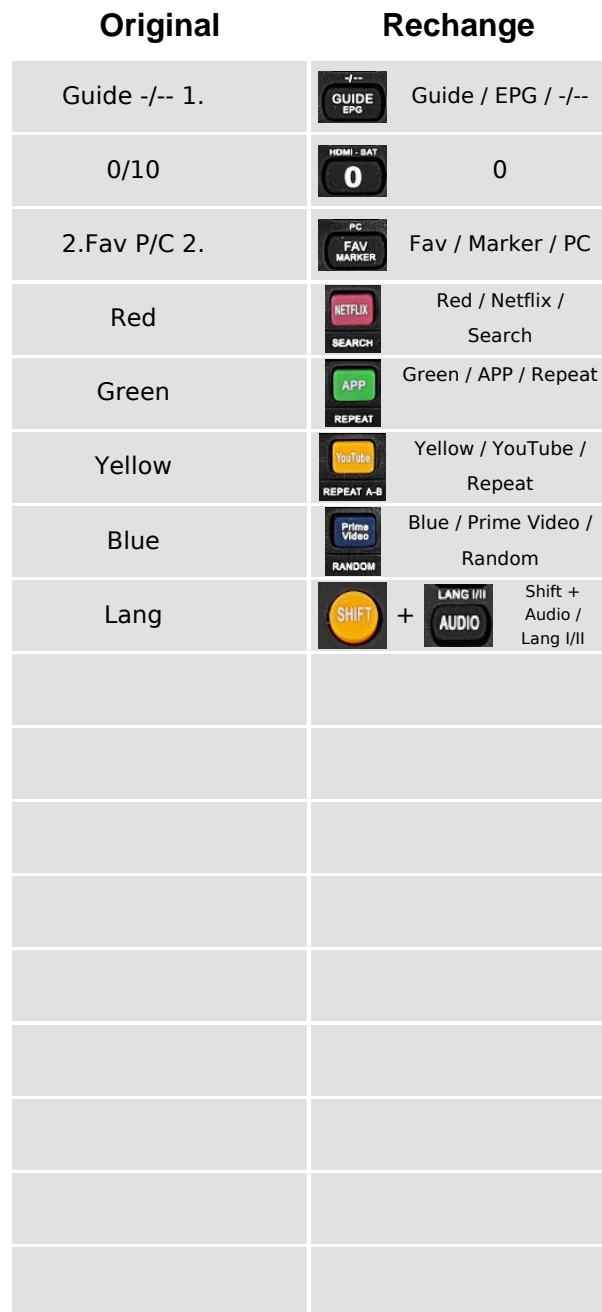 Original Rechange
Guide -/-- 1. -/-- GUIDE EPG Guide / EPG / -/--
0/10 HDMI - SAT 0 0
2.Fav P/C 2. PC FAV MARKER Fav / Marker / PC
Red NETFLIX SEARCH Red / Netflix /
Search
Green APP REPEAT Green / APP / Repeat
Yellow YouTube REPEAT A-B Yellow / YouTube /
Repeat
Blue Prime Video RANDOM Blue / Prime Video /
Random
Lang SHIFT + LANG I/II AUDIO Shift +
Audio /
Lang I/II